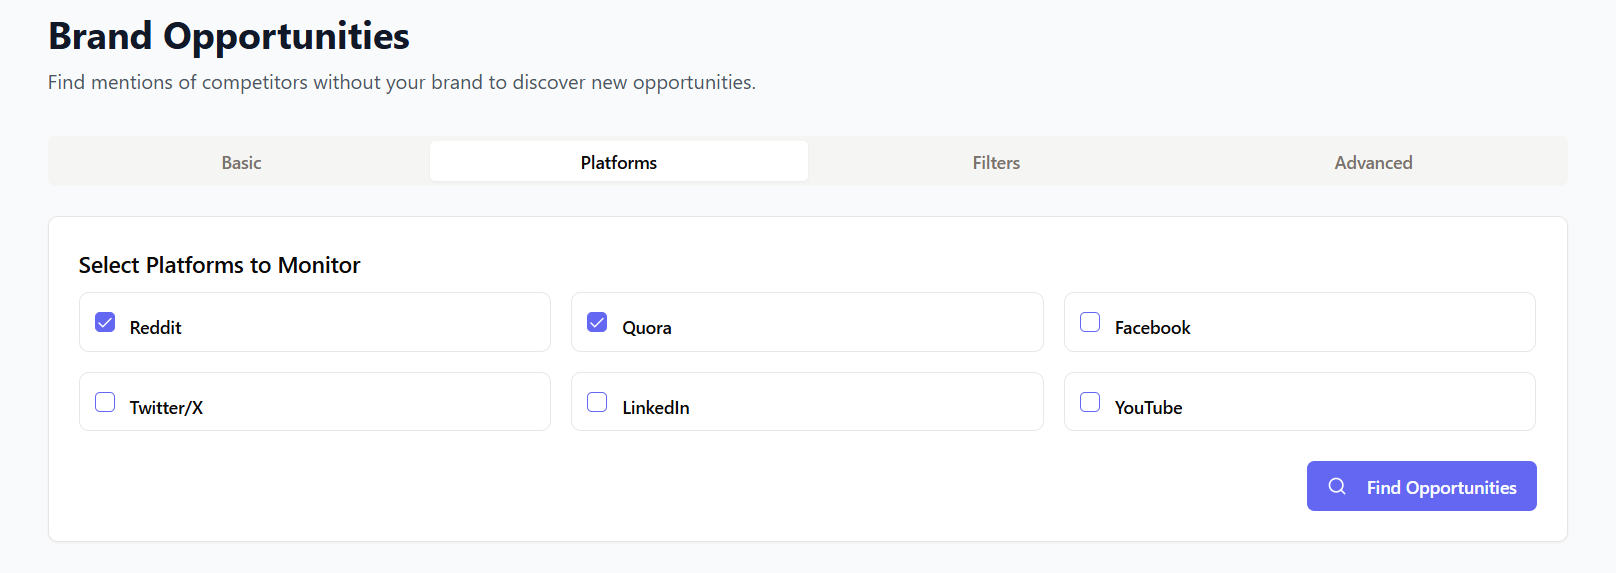 Brand Opportunities
Find mentions of competitors without your brand to discover new opportunities.
Basic Platforms Filters Advanced
Select Platforms to Monitor
Reddit Quora Facebook
Twitter/X LinkedIn YouTube
Find Opportunities